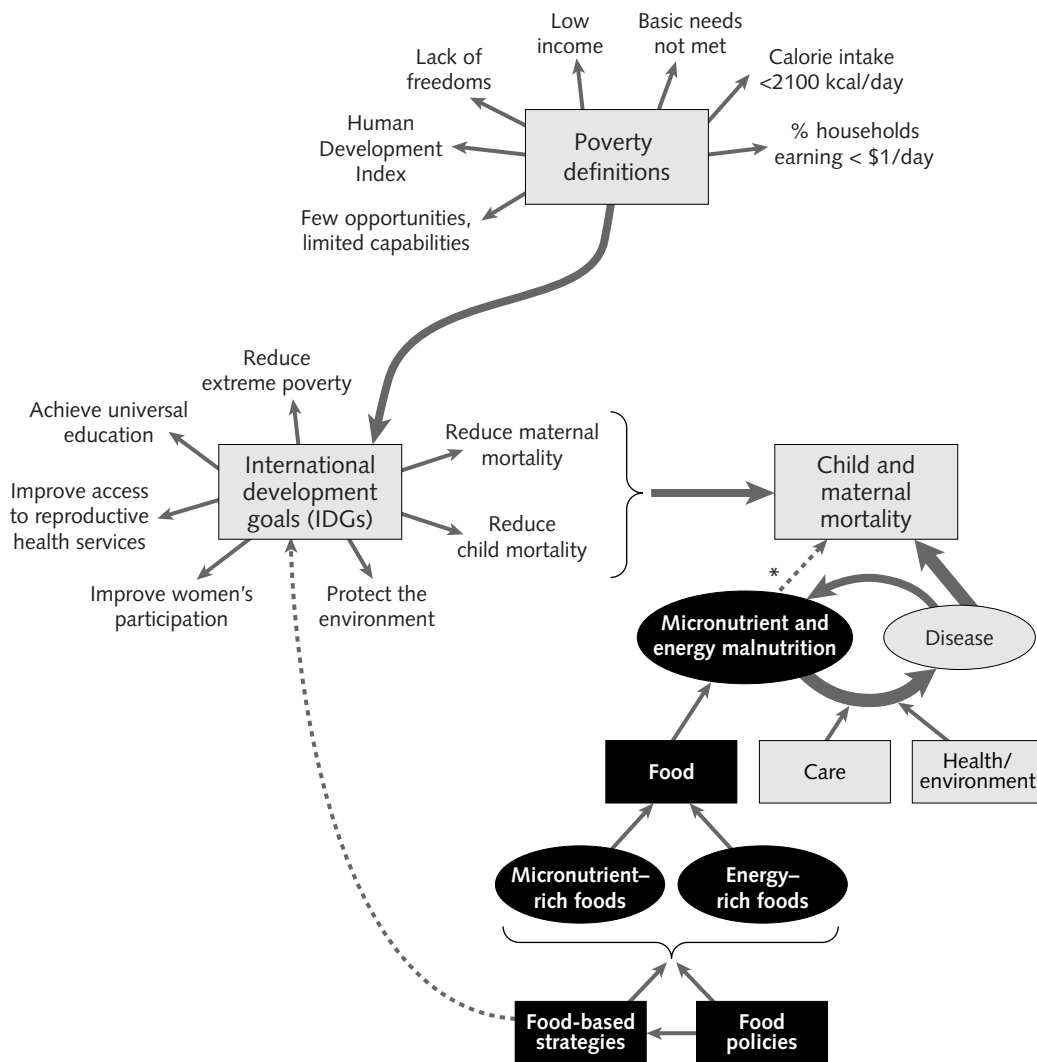 Low
income
Basic needs
not met
Lack of
freedoms
Calorie intake
<2100 kcal/day
Human
Development
Index
Poverty
definitions
% households
earning < $1/day
Few opportunities,
limited capabilities
Reduce
extreme poverty
Achieve universal
education
Reduce maternal
mortality
International
development
goals (IDGs)
Child and
maternal
mortality
Improve access
to reproductive
health services
Reduce
child mortality
Improve women's
participation
Protect the
environment
*
Micronutrient and
energy malnutrition
Disease
Food
Care
Health/
environment
Micronutrient–
rich foods
Energy–
rich foods
Food-based
strategies
Food
policies